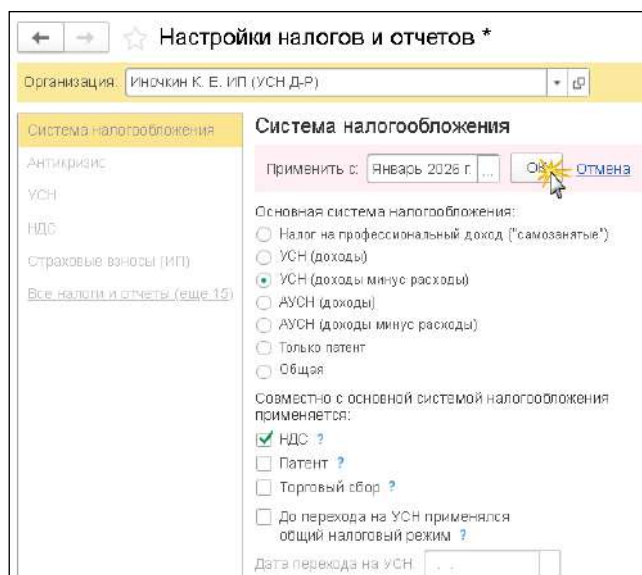 Настройки налогов и отчетов *
Организация: Иночкин К. Е. ИП (УСН Д-Р)
Система налогообложения
Антикризис
УСН
НДС
Страховые взносы (ИП)
Все налоги и отчеты (еще 15)
Система налогообложения
Применить с: Январь 2026 г. ... ОК Отмена
Основная система налогообложения:
Налог на профессиональный доход ("самозанятые")
УСН (доходы)
УСН (доходы минус расходы)
АУСН (доходы)
АУСН (доходы минус расходы)
Только патент
Общая
Совместно с основной системой налогообложения
применяется:
НДС ?
Патент ?
Торговый сбор ?
До перехода на УСН применялся
общий налоговый режим ?
Дата перехода на УСН: . .